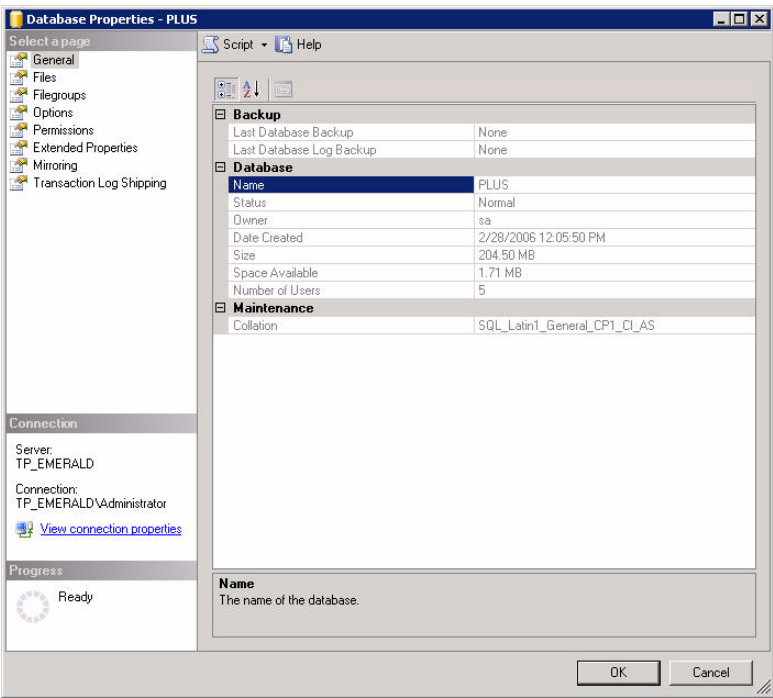 Database Properties - PLUS
Select a page
General
Files
Filegroups
Options
Permissions
Extended Properties
Mirroring
Transaction Log Shipping
Script Help
Backup
Last Database Backup None
Last Database Log Backup None
Database
Name PLUS
Status Normal
Owner sa
Date Created 2/28/2006 12:05:50 PM
Size 204.50 MB
Space Available 1.71 MB
Number of Users 5
Maintenance
Collation SQL_Latin1_General_CP1_CI_AS
Connection
Server:
TP_EMERALD
Connection:
TP_EMERALD\Administrator
View connection properties
Progress
Ready
Name
The name of the database.
OK Cancel